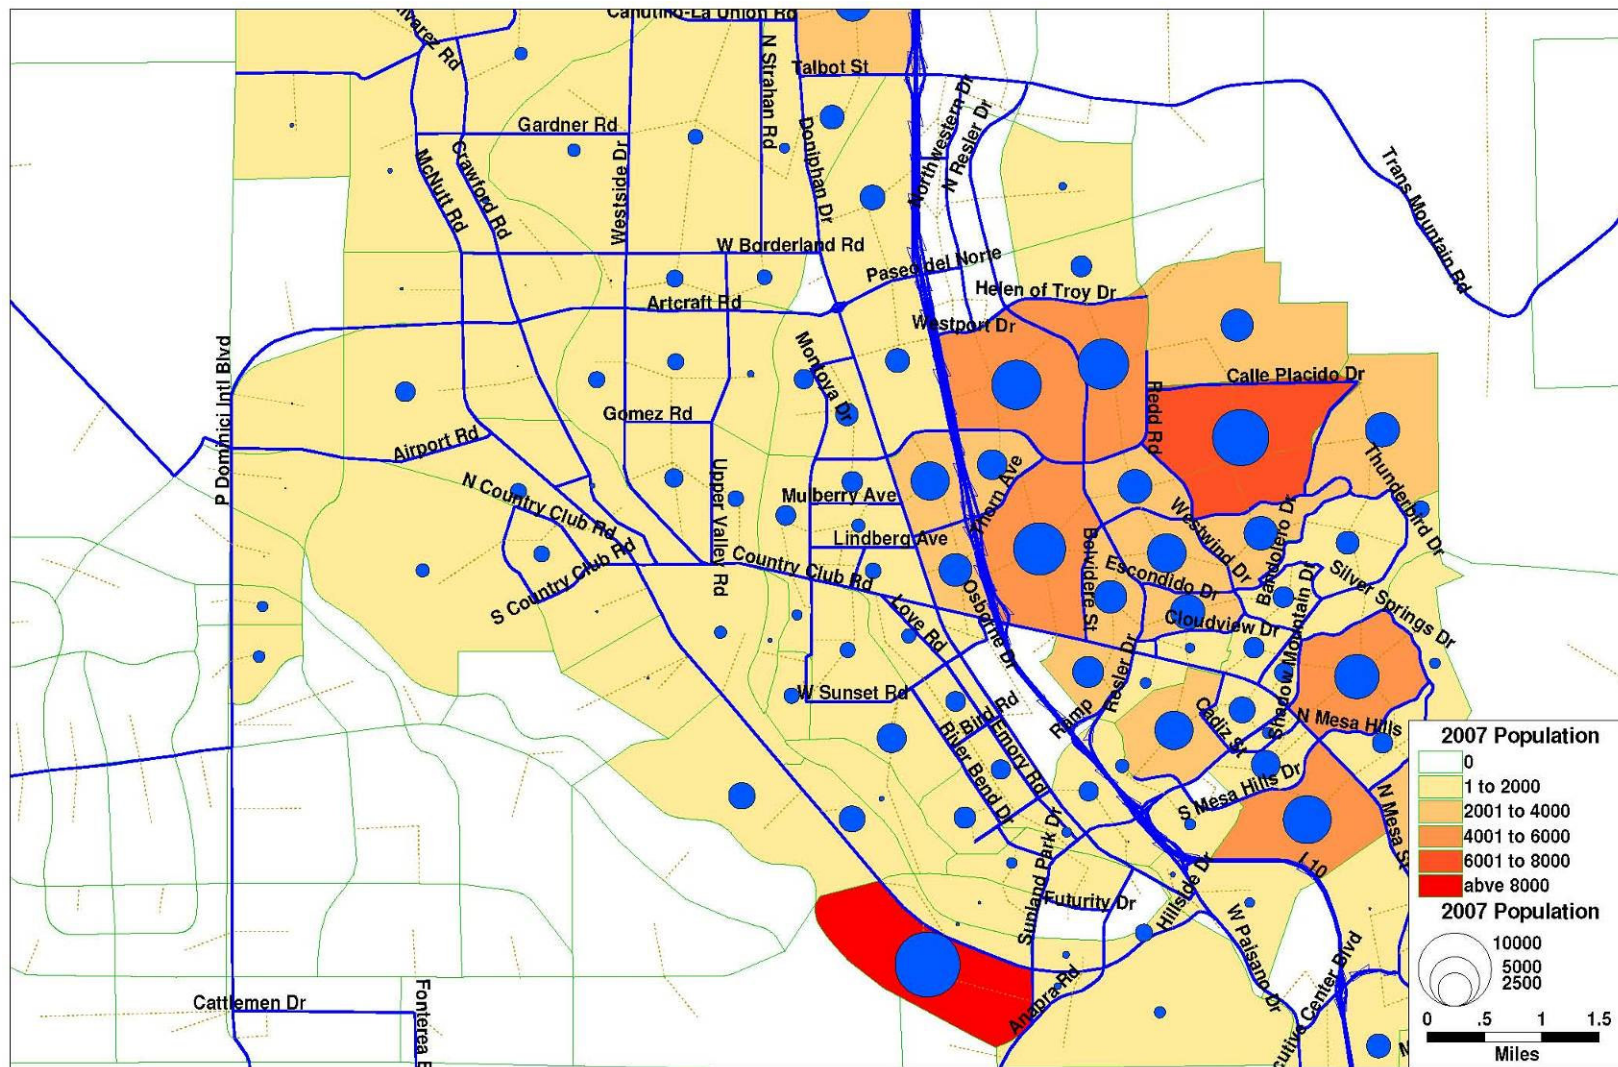 Canutillo-La Union Rd
Alvarez Rd
N Strahan Rd
Talbot St
Northwestern Dr
N Resler Dr
Gardner Rd
Doniphan Dr
McNutt Rd
Crawford Rd
Westside Dr
Trans Mountain Rd
W Borderland Rd
Paseo del Norte
Helen of Troy Dr
Artcraft Rd
Westport Dr
P Dominici Intl Blvd
Montoya Dr
Calle Placido Dr
Redd Rd
Gomez Rd
Airport Rd
Thunderbird Dr
N Country Club Rd
Upper Valley Rd
Mulberry Ave
Thorn Ave
Westwind Dr
Bandolero Dr
Lindberg Ave
Belvidere St
S Country Club Rd
Country Club Rd
Escondido Dr
Silver Springs Dr
Osborne Dr
Love Rd
Cloudview Dr
Shadow Mountain Dr
Resler Dr
W Sunset Rd
Bird Rd
Ramp
Cadiz St
N Mesa Hills
River Bend Dr
Emory Rd
S Mesa Hills Dr
N Mesa St
Sunland Park Dr
I 10
Futurity Dr
Hillside Dr
W Paisano Dr
Anapra Rd
cutive Center Blvd
Cattlemen Dr
Fonterea B
2007 Population
0
1 to 2000
2001 to 4000
4001 to 6000
6001 to 8000
abve 8000
2007 Population
10000
5000
2500
0 .5 1 1.5
Miles
M